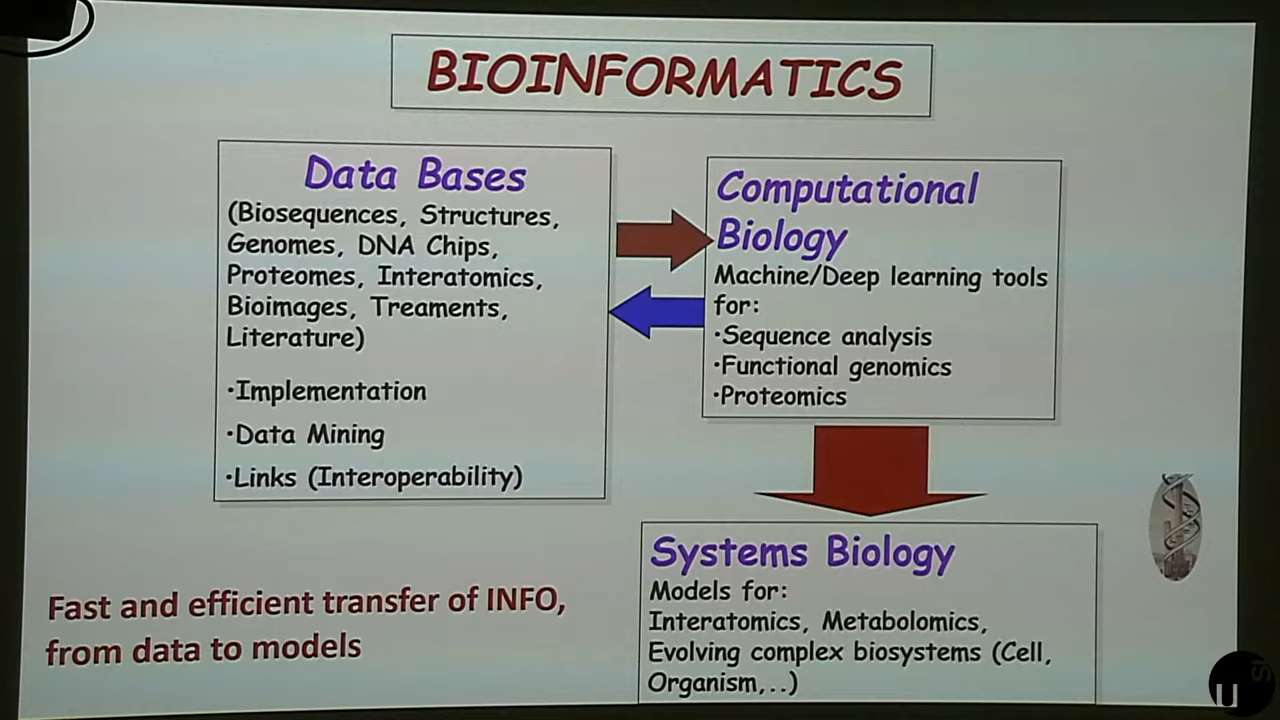 BIOINFORMATICS
Data Bases
(Biosequences, Structures,
Genomes, DNA Chips,
Proteomes, Interatomics,
Bioimages, Treaments,
Literature)
·Implementation
·Data Mining
·Links (Interoperability)
Computational
Biology
Machine/Deep learning tools
for:
·Sequence analysis
·Functional genomics
·Proteomics
Systems Biology
Models for:
Interatomics, Metabolomics,
Evolving complex biosystems (Cell,
Organism,..)
Fast and efficient transfer of INFO,
from data to models